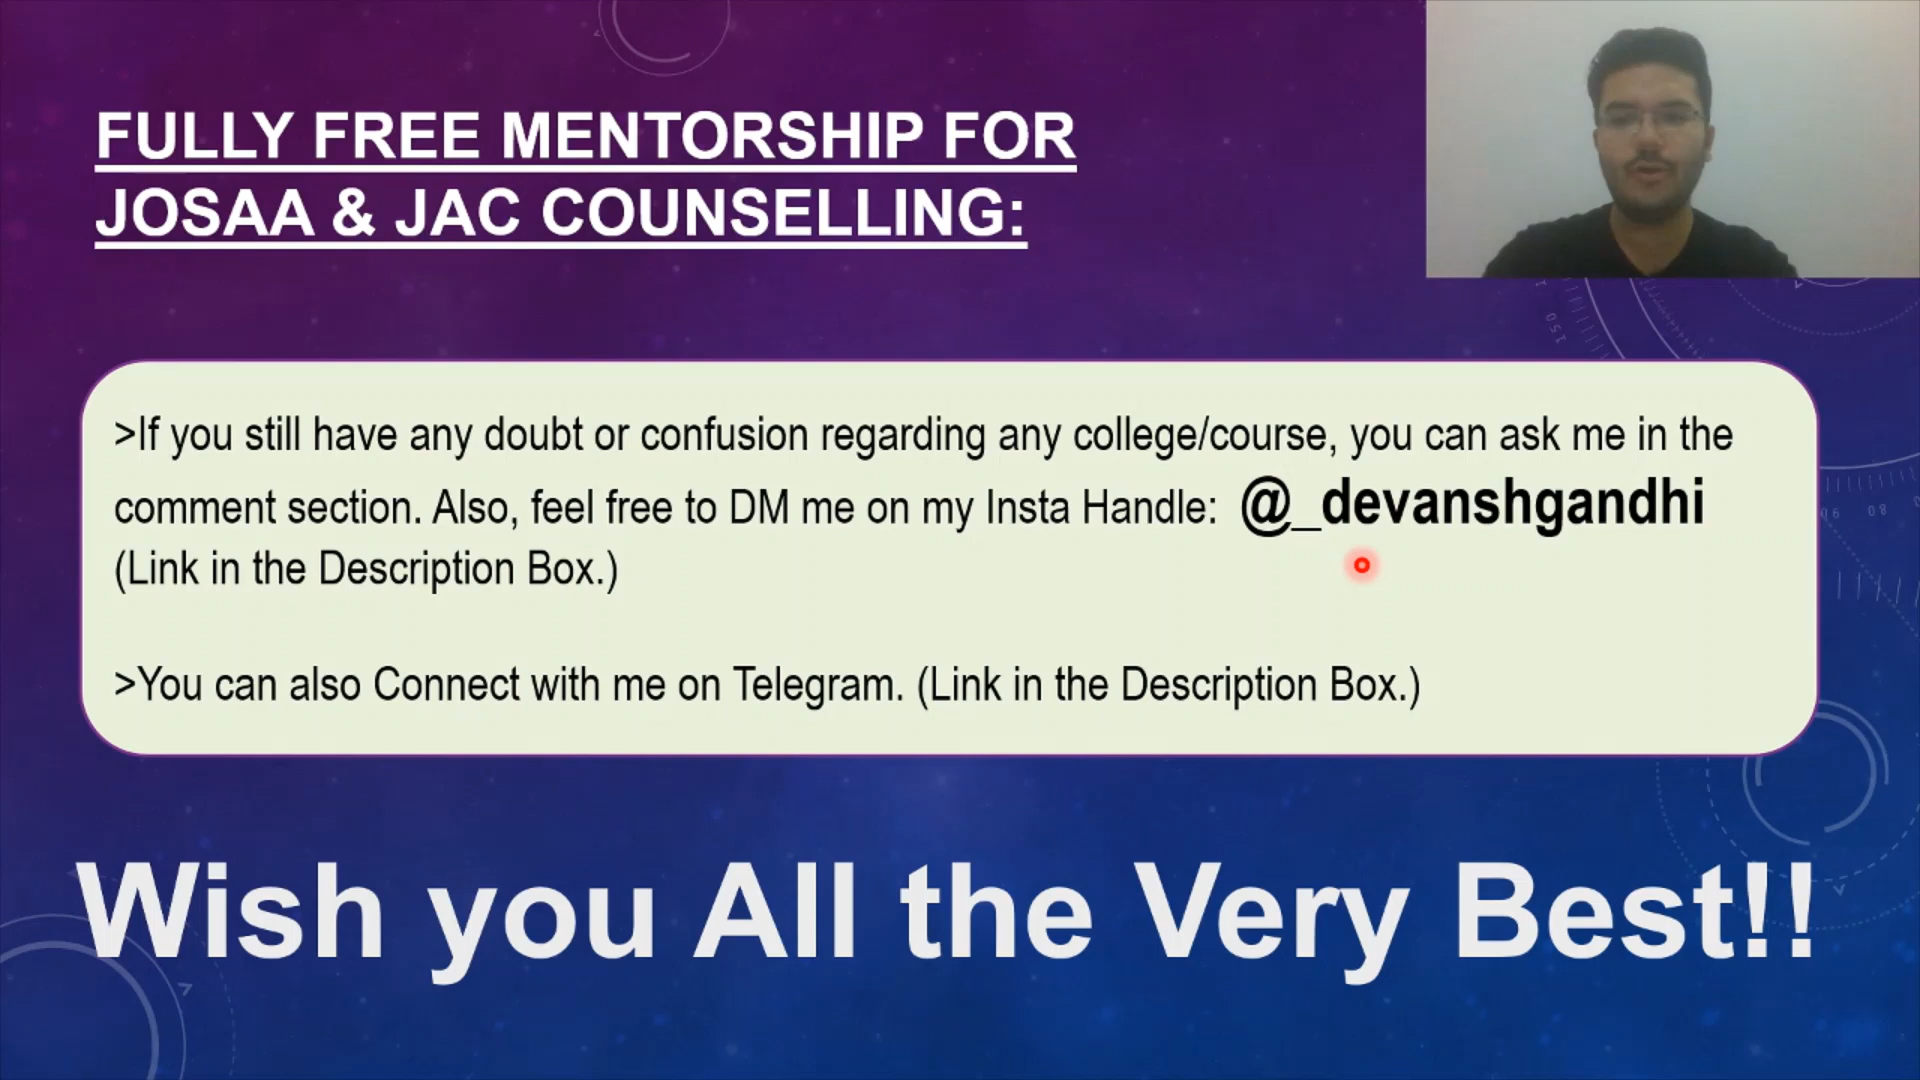 FULLY FREE MENTORSHIP FOR
JOSAA & JAC COUNSELLING:
>If you still have any doubt or confusion regarding any college/course, you can ask me in the
comment section. Also, feel free to DM me on my Insta Handle: @_devanshgandhi
(Link in the Description Box.)
>You can also Connect with me on Telegram. (Link in the Description Box.)
Wish you All the Very Best!!